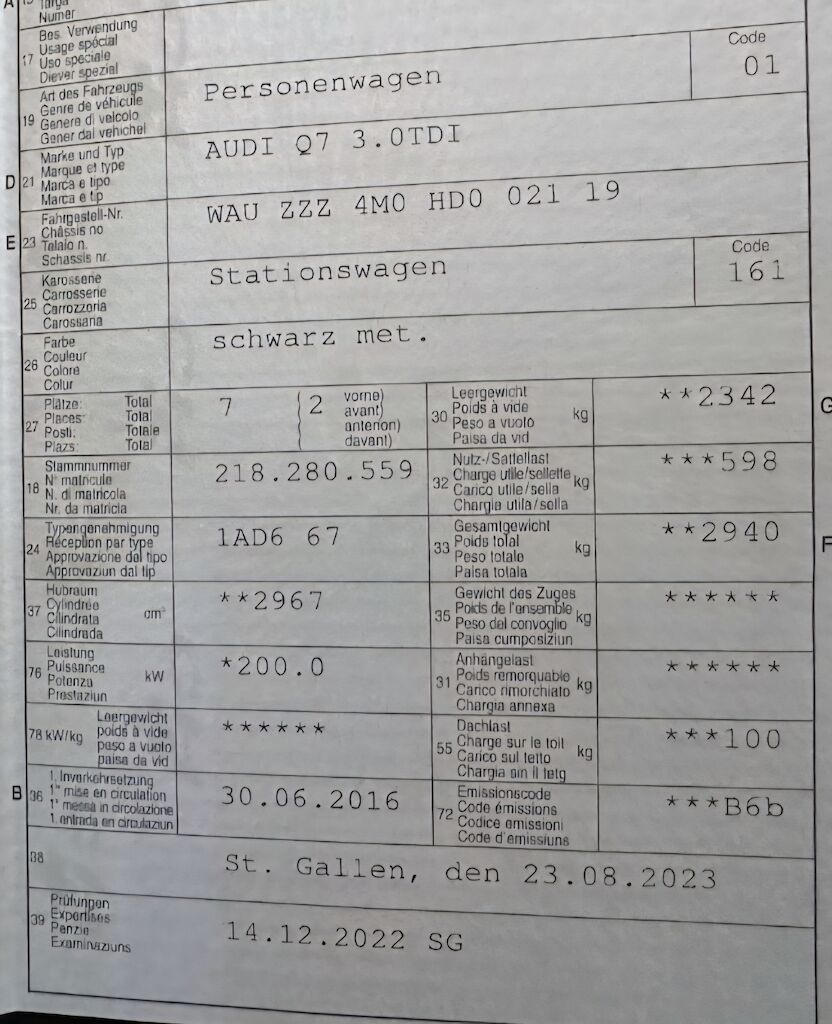 A 15 Targa
Numer
17 Bes. Verwendung
Usage spécial
Uso speciale
Diever spezial
19 Art des Fahrzeugs
Genre de véhicule
Genere di veicolo
Gener dal vehichel
Personenwagen
Code
01
D 21 Marke und Typ
Marque et type
Marca e tipo
Marca e tip
AUDI Q7 3.0TDI
E 23 Fahrgestell-Nr.
Châssis no
Telaio n.
Schassis nr.
WAU ZZZ 4M0 HD0 021 19
25 Karosserie
Carrosserie
Carrozzeria
Carossaria
Stationswagen
Code
161
26 Farbe
Couleur
Colore
Colur
schwarz met.
27 Plätze: Total
Places: Total
Posti: Totale
Plazs: Total
7 ( 2 vorne)
avant)
anteriori)
davant)
30 Leergewicht
Poids à vide
Peso a vuoto
Paisa da vid
kg
**2342
G
18 Stammnummer
N° matricule
N. di matricola
Nr. da matricla
218.280.559
32 Nutz-/Sattellast
Charge utile/sellette
Carico utile/sella
Chargia utila/sella
kg
***598
24 Typengenehmigung
Réception par type
Approvazione del tipo
Approvaziun dal tip
1AD6 67
33 Gesamtgewicht
Poids total
Peso totale
Paisa totala
kg
**2940
F
37 Hubraum
Cylindrée
Cilindrata
Cilindrada
cm³
**2967
35 Gewicht des Zuges
Poids de l'ensemble
Peso del convoglio
Paisa cumposiziun
kg
******
76 Leistung
Puissance
Potenza
Prestaziun
kW
*200.0
31 Anhängelast
Poids remorquable
Carico rimorchiato
Chargia annexa
kg
******
78 kW/kg Leergewicht
poids à vide
peso a vuoto
paisa da vid
******
55 Dachlast
Charge sur le toit
Carico sul tetto
Chargia sin il tetg
kg
***100
B 36 1. Inverkehrsetzung
1re mise en circulation
1a messa in circolazione
1. entrada en circulaziun
30.06.2016
72 Emissionscode
Code émissions
Codice emissioni
Code d'emissiuns
***B6b
38
St. Gallen, den 23.08.2023
39 Prüfungen
Expertises
Perizie
Examinaziuns
14.12.2022 SG